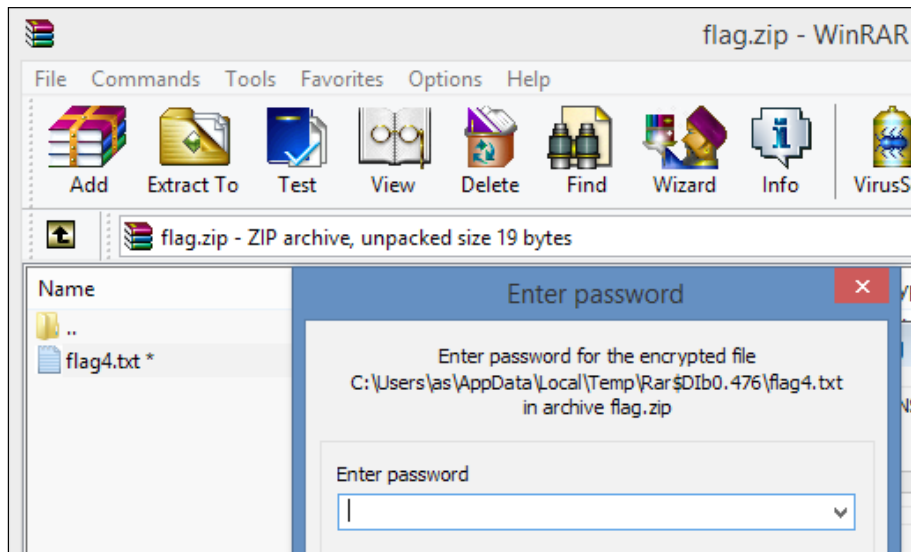 flag.zip - WinRAR
File Commands Tools Favorites Options Help
Add Extract To Test View Delete Find Wizard Info VirusS
flag.zip - ZIP archive, unpacked size 19 bytes
Name
Enter password
..
flag4.txt *
Enter password for the encrypted file
C:\Users\as\AppData\Local\Temp\Rar$DIb0.476\flag4.txt
in archive flag.zip
Enter password